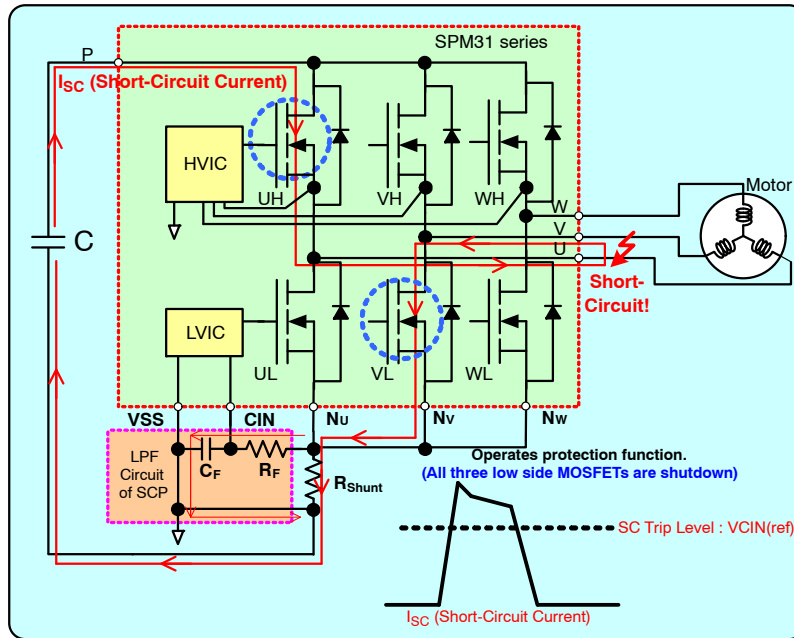 SPM31 series
P
ISC (Short-Circuit Current)
HVIC
UH
VH
WH
W
V
U
Motor
C
Short-
Circuit!
LVIC
UL
VL
WL
VSS
CIN
NU
NV
NW
LPF
Circuit
of SCP
CF
RF
RShunt
Operates protection function.
(All three low side MOSFETs are shutdown)
SC Trip Level : VCIN(ref)
ISC (Short-Circuit Current)